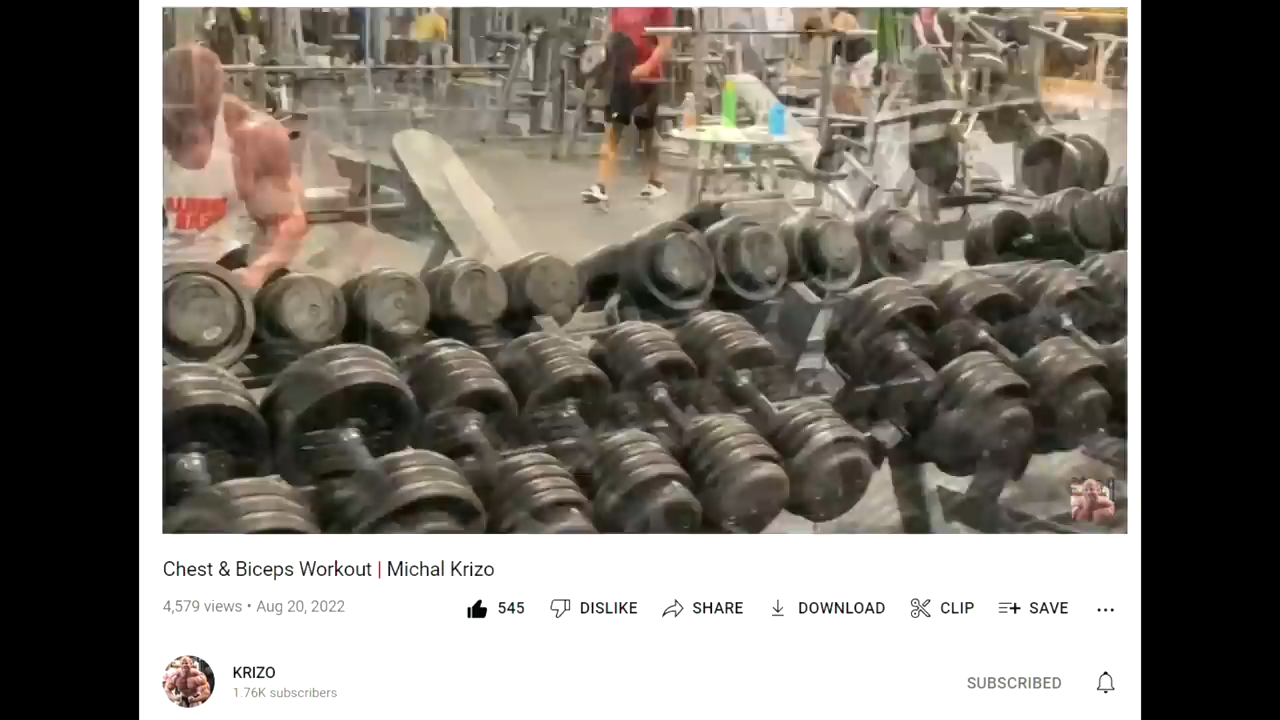 Chest & Biceps Workout | Michal Krizo
4,579 views • Aug 20, 2022
545
DISLIKE
SHARE
DOWNLOAD
CLIP
SAVE
KRIZO
1.76K subscribers
SUBSCRIBED